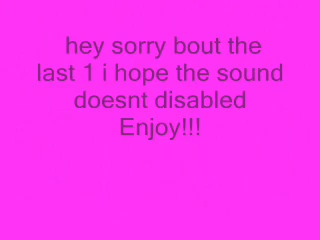 hey sorry bout the
last 1 i hope the sound
doesnt disabled
Enjoy!!!